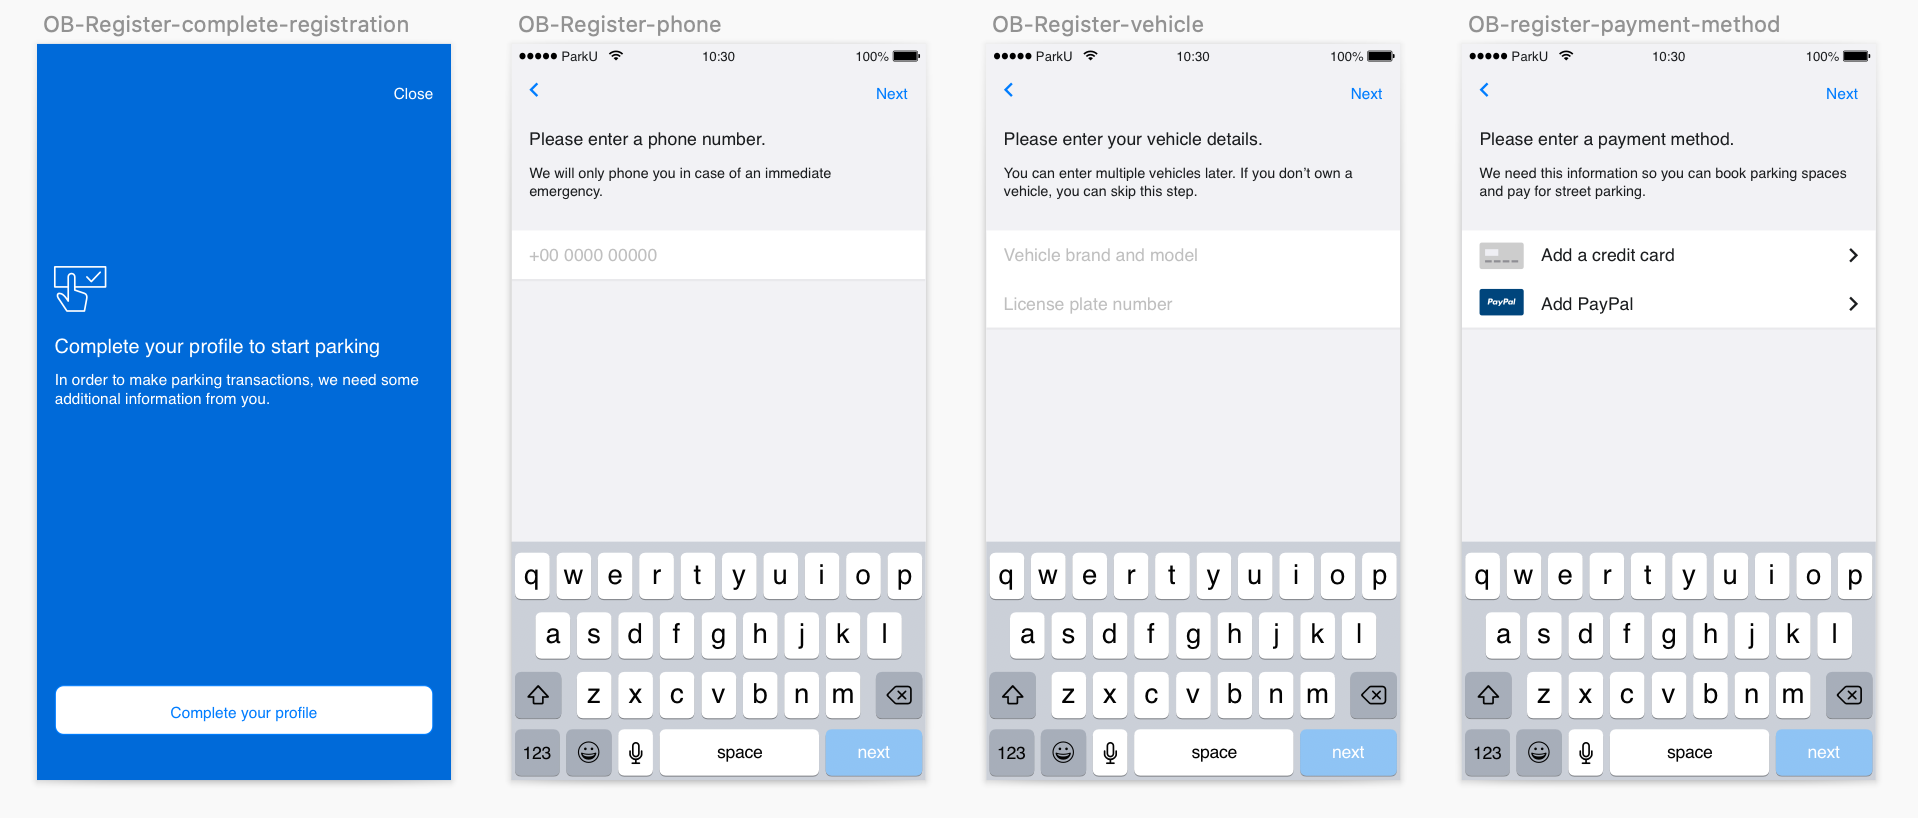 OB-Register-complete-registration
Close
Complete your profile to start parking
In order to make parking transactions, we need some
additional information from you.
Complete your profile
OB-Register-phone
ParkU 10:30 100%
Next
Please enter a phone number.
We will only phone you in case of an immediate
emergency.
+00 0000 00000
q w e r t y u i o p
a s d f g h j k l
z x c v b n m
123 space next
OB-Register-vehicle
ParkU 10:30 100%
Next
Please enter your vehicle details.
You can enter multiple vehicles later. If you don’t own a
vehicle, you can skip this step.
Vehicle brand and model
License plate number
q w e r t y u i o p
a s d f g h j k l
z x c v b n m
123 space next
OB-register-payment-method
ParkU 10:30 100%
Next
Please enter a payment method.
We need this information so you can book parking spaces
and pay for street parking.
Add a credit card
PayPal Add PayPal
q w e r t y u i o p
a s d f g h j k l
z x c v b n m
123 space next